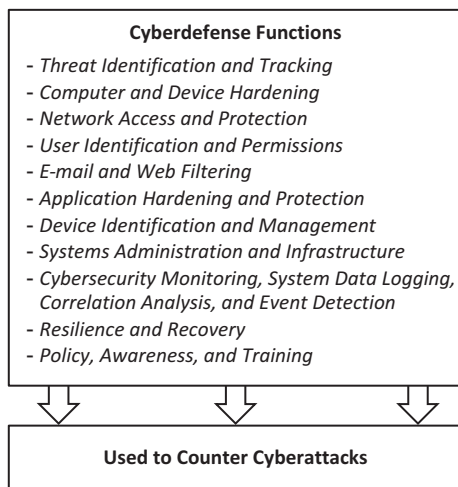 Cyberdefense Functions
- Threat Identification and Tracking
- Computer and Device Hardening
- Network Access and Protection
- User Identification and Permissions
- E-mail and Web Filtering
- Application Hardening and Protection
- Device Identification and Management
- Systems Administration and Infrastructure
- Cybersecurity Monitoring, System Data Logging,
Correlation Analysis, and Event Detection
- Resilience and Recovery
- Policy, Awareness, and Training
Used to Counter Cyberattacks